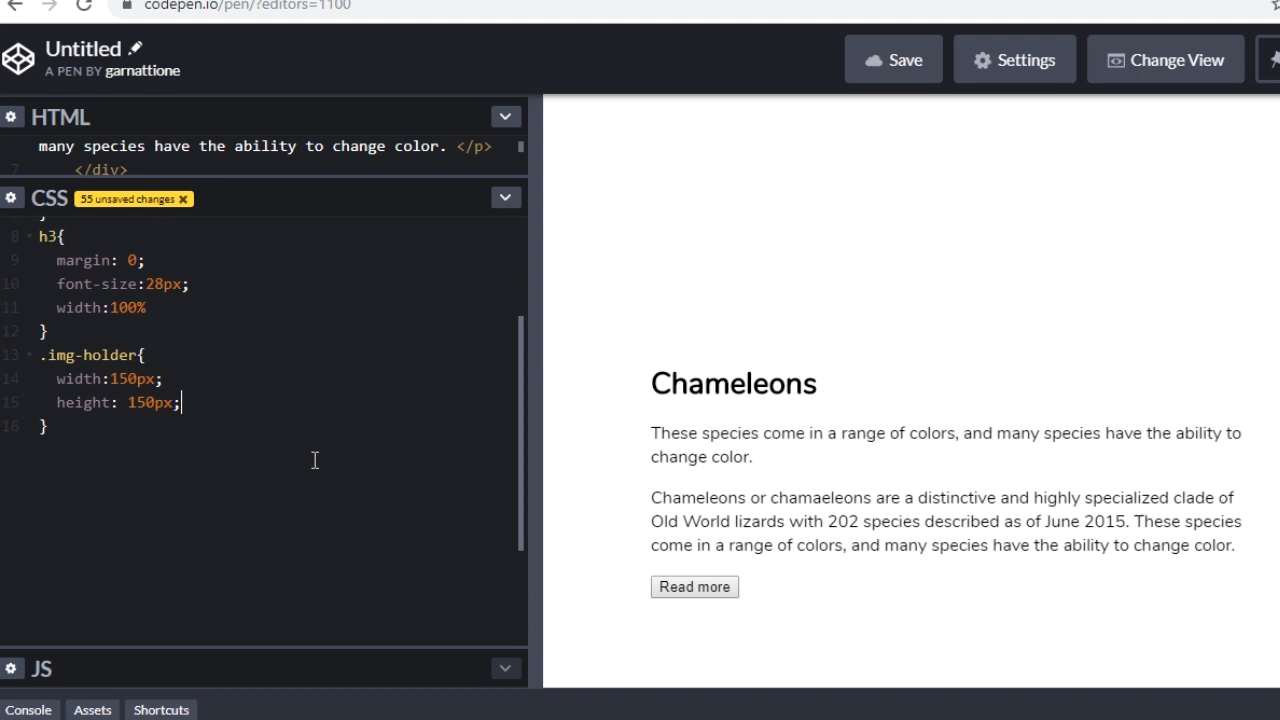 codepen.io/pen/?editors=1100
Untitled
A PEN BY garnattione
Save
Settings
Change View
HTML
many species have the ability to change color. </p>
7 </div>
CSS
55 unsaved changes ×
}
8 h3{
9 margin: 0;
10 font-size:28px;
11 width:100%
12 }
13 .img-holder{
14 width:150px;
15 height: 150px;
16 }
Chameleons
These species come in a range of colors, and many species have the ability to
change color.
Chameleons or chamaeleons are a distinctive and highly specialized clade of
Old World lizards with 202 species described as of June 2015. These species
come in a range of colors, and many species have the ability to change color.
Read more
JS
Console
Assets
Shortcuts